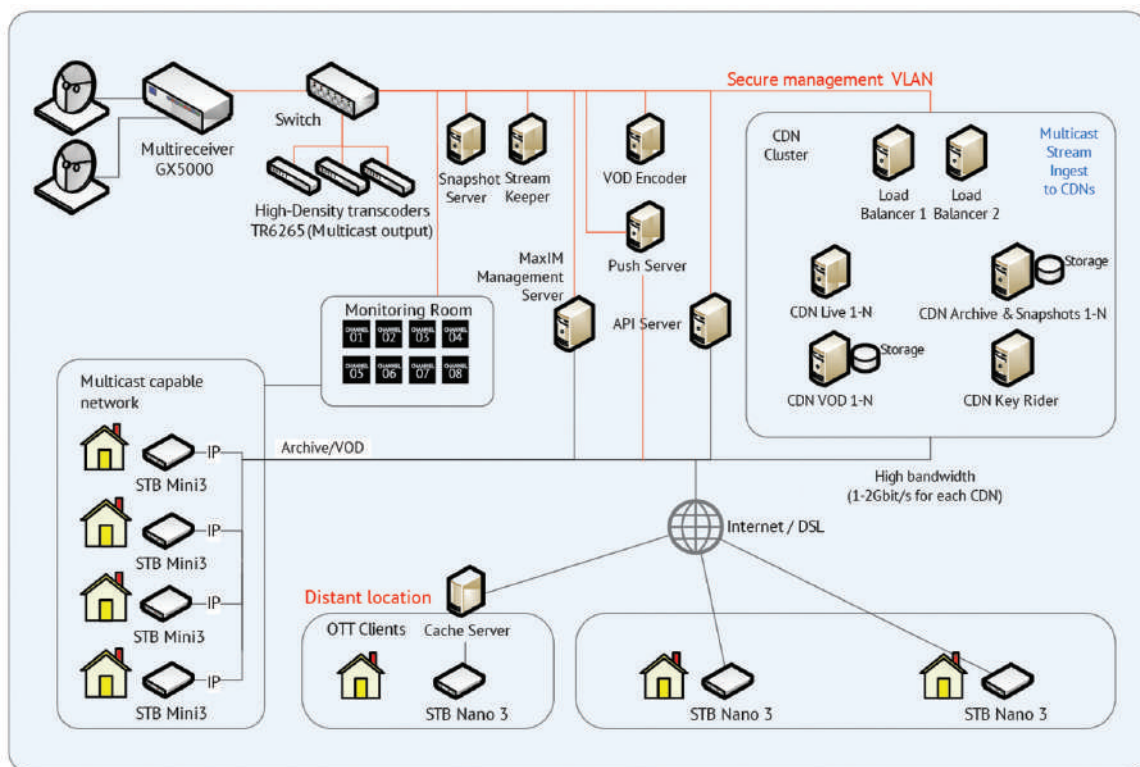 Secure management VLAN
Switch
Multireceiver
GX5000
Snapshot
Server
Stream
Keeper
VOD Encoder
High-Density transcoders
TR6265 (Multicast output)
Push Server
MaxIM
Management
Server
API Server
CDN
Cluster
Multicast
Stream
Ingest
to CDNs
Load
Balancer 1
Load
Balancer 2
CDN Live 1-N
Storage
CDN Archive & Snapshots 1-N
Storage
CDN VOD 1-N
CDN Key Rider
Monitoring Room
CHANNEL
01
CHANNEL
02
CHANNEL
03
CHANNEL
04
CHANNEL
05
CHANNEL
06
CHANNEL
07
CHANNEL
08
Multicast capable
network
IP
STB Mini3
IP
STB Mini3
IP
STB Mini3
IP
STB Mini3
Archive/VOD
High bandwidth
(1-2Gbit/s for each CDN)
Internet / DSL
Distant location
OTT Clients
Cache Server
STB Nano 3
STB Nano 3
STB Nano 3